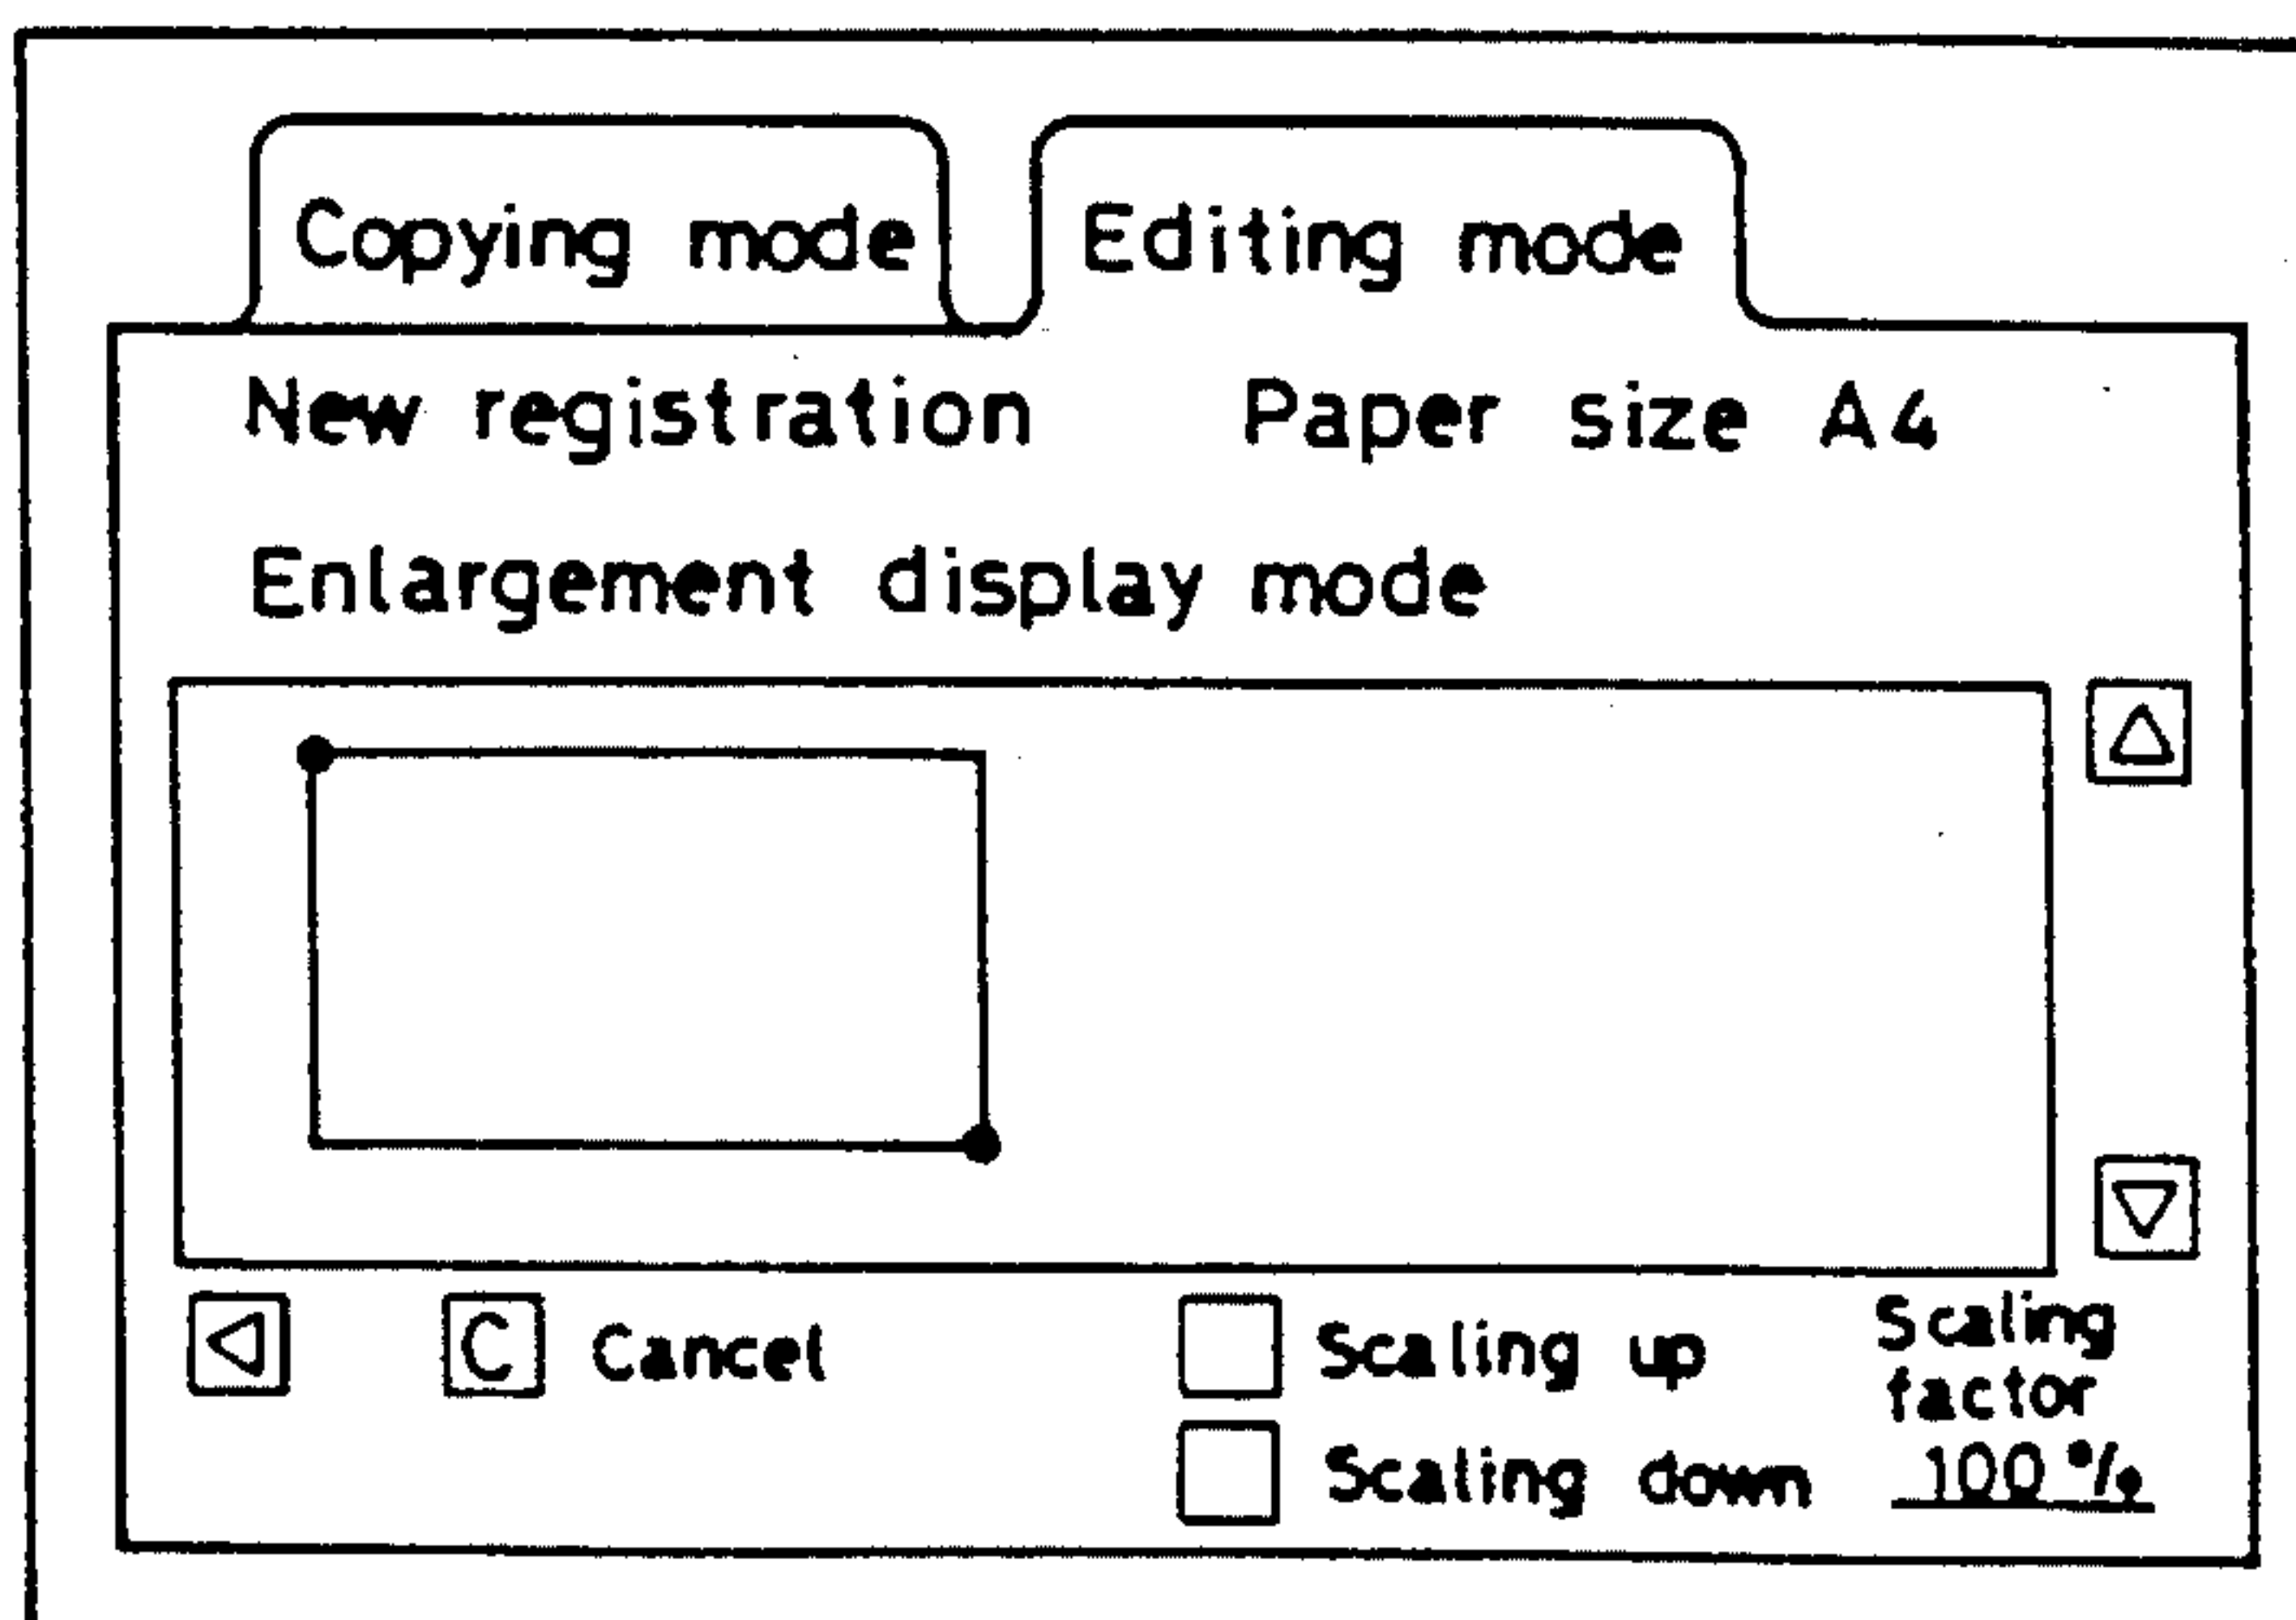 Copying mode Editing mode
New registration Paper size A4
Enlargement display mode
C Cancel
Scaling up
Scaling down
Scaling
factor
100%